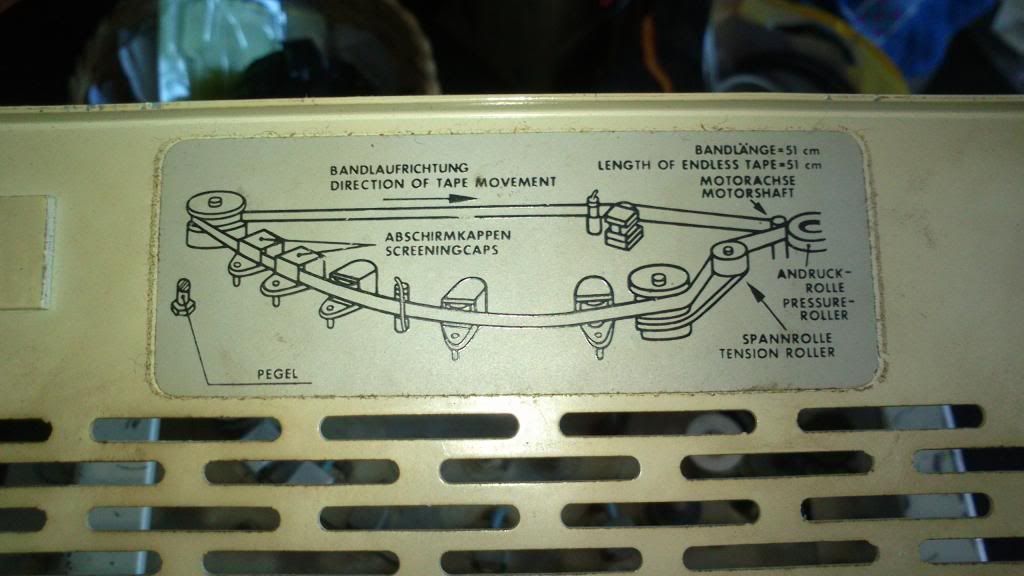 BANDLÄNGE=51 cm
LENGTH OF ENDLESS TAPE=51 cm
BANDLAUFRICHTUNG
DIRECTION OF TAPE MOVEMENT
MOTORACHSE
MOTORSHAFT
ABSCHIRMKAPPEN
SCREENINGCAPS
ANDRUCK-
ROLLE
PRESSURE-
ROLLER
SPANNROLLE
TENSION ROLLER
PEGEL